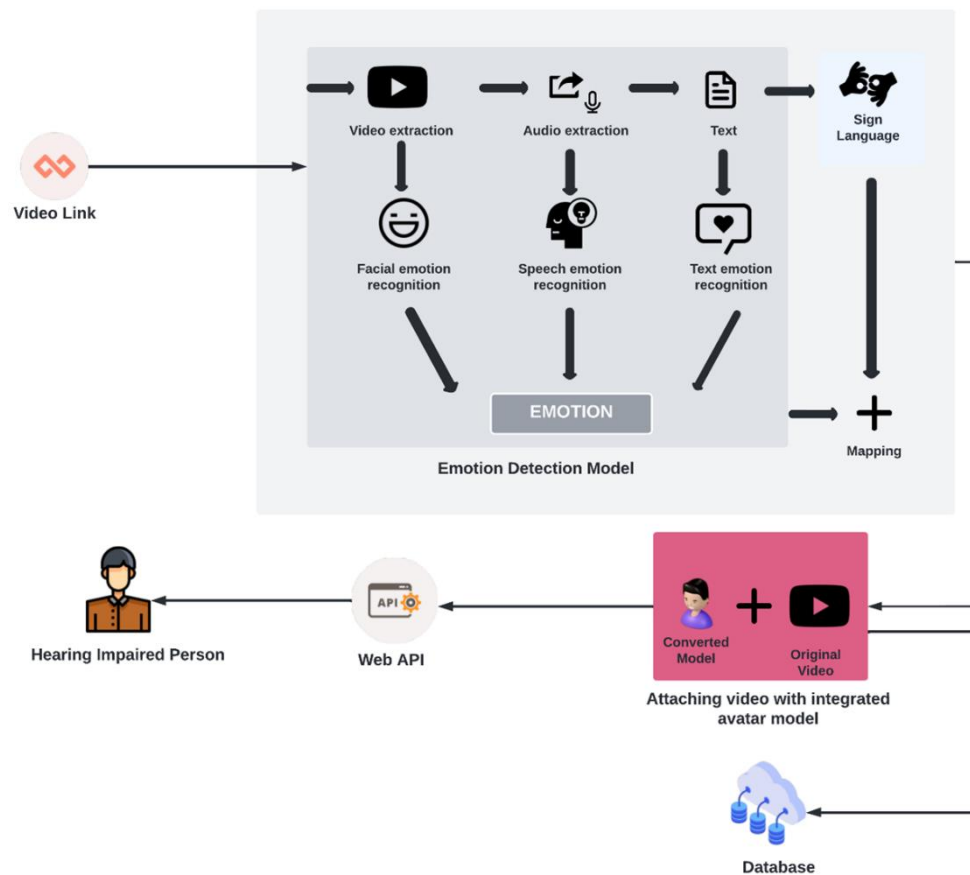 Video extraction
Audio extraction
Text
Sign
Language
Video Link
Facial emotion
recognition
Speech emotion
recognition
Text emotion
recognition
EMOTION
Mapping
Emotion Detection Model
API
Hearing Impaired Person
Web API
Converted
Model
Original
Video
Attaching video with integrated
avatar model
Database